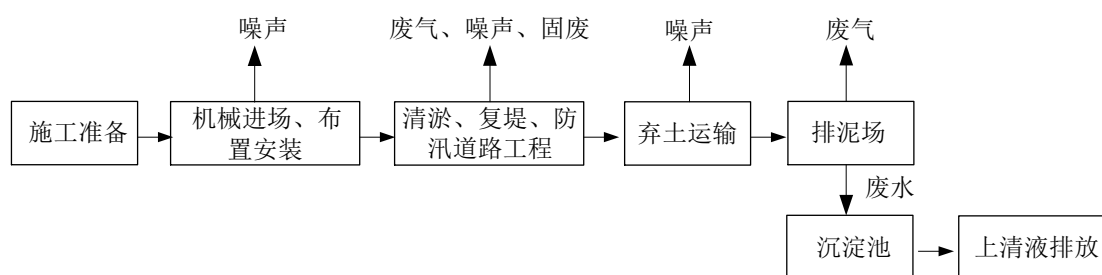 噪声
废气、噪声、固废
噪声
废气
施工准备
机械进场、布
置安装
清淤、复堤、防
汛道路工程
弃土运输
排泥场
废水
沉淀池
上清液排放